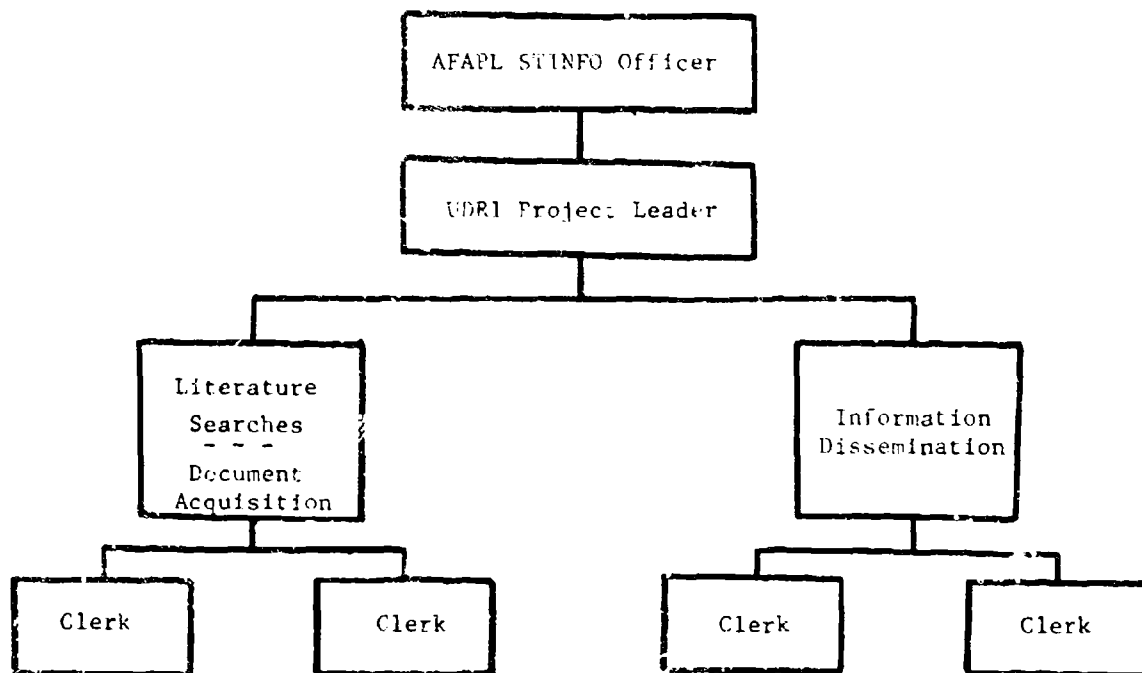 AFAPL STINFO Officer
UDRI Project Leader
Literature
Searches
- - -
Document
Acquisition
Information
Dissemination
Clerk
Clerk
Clerk
Clerk